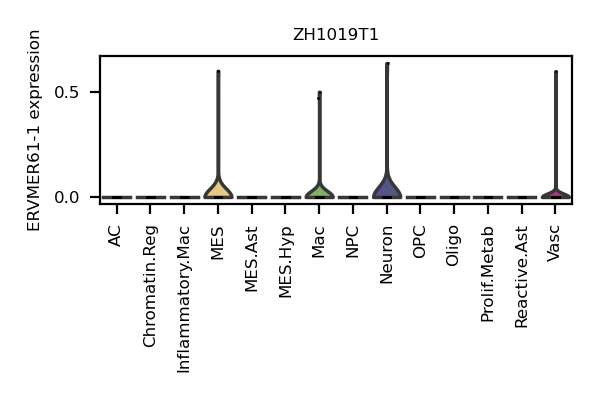 ZH1019T1
ERVMER61-1 expression
0.5
0.0
AC
Chromatin.Reg
Inflammatory.Mac
MES
MES.Ast
MES.Hyp
Mac
NPC
Neuron
OPC
Oligo
Prolif.Metab
Reactive.Ast
Vasc